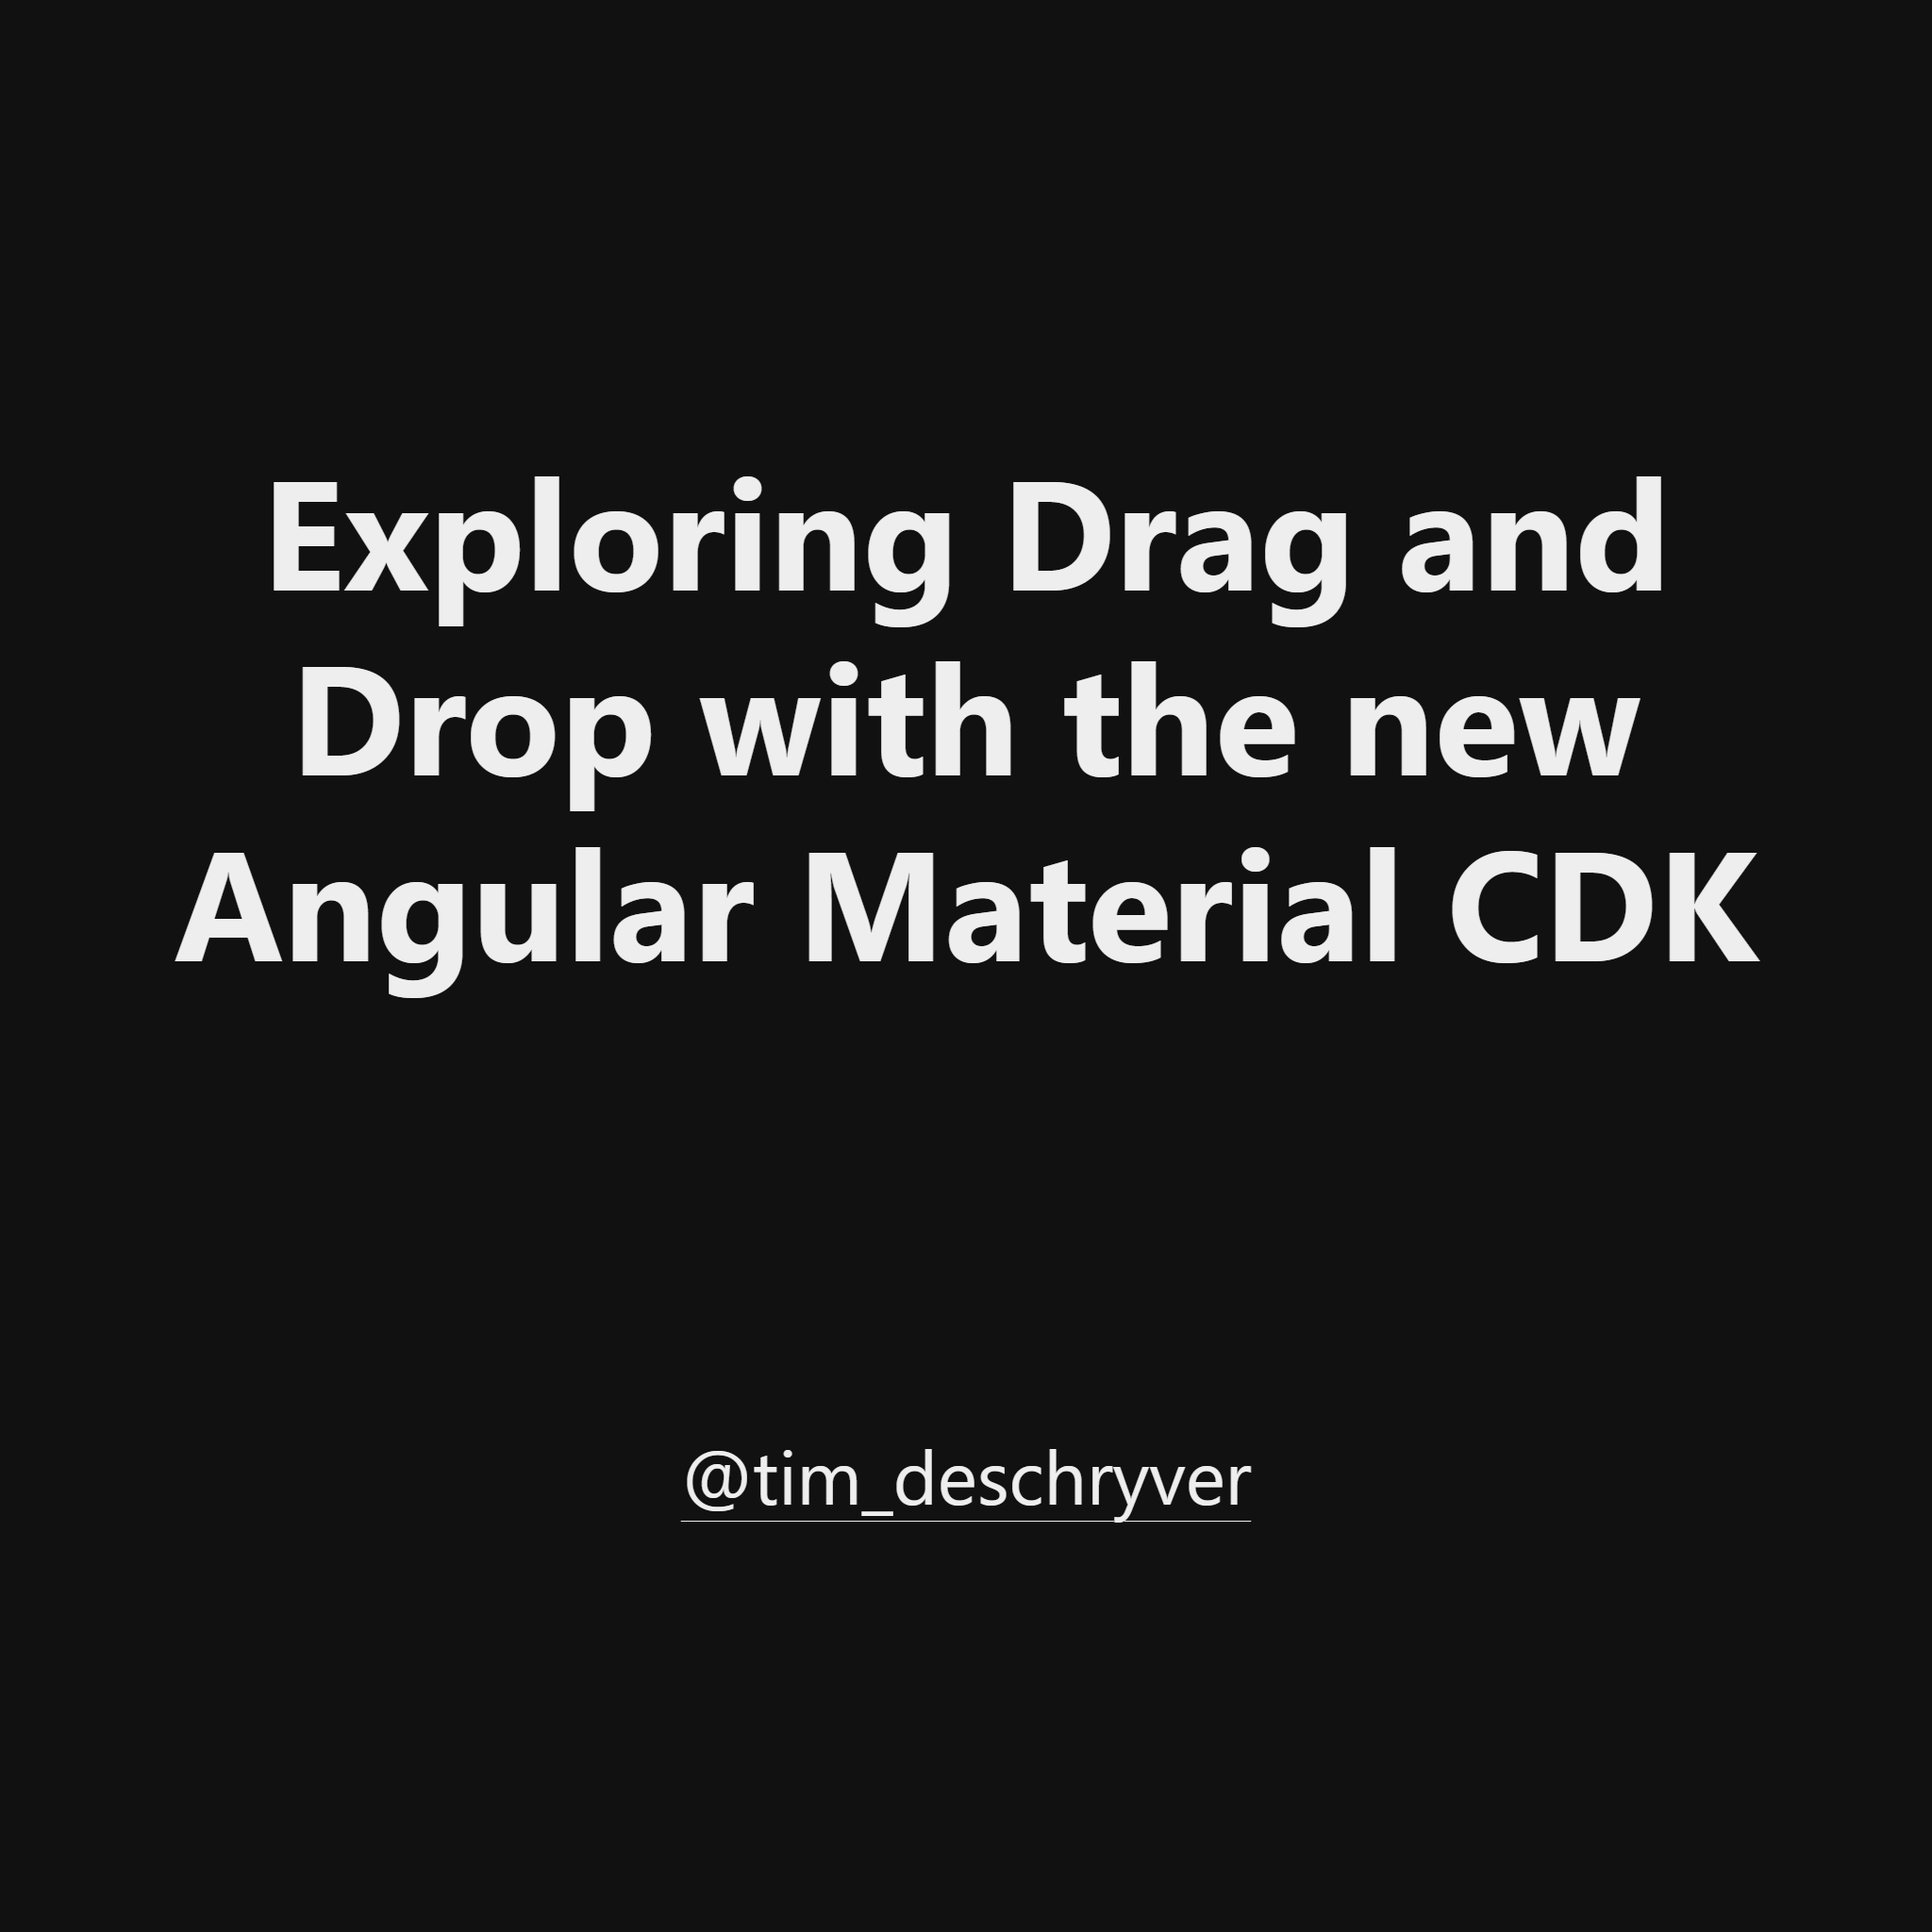 Exploring Drag and
Drop with the new
Angular Material CDK
@tim_deschryver